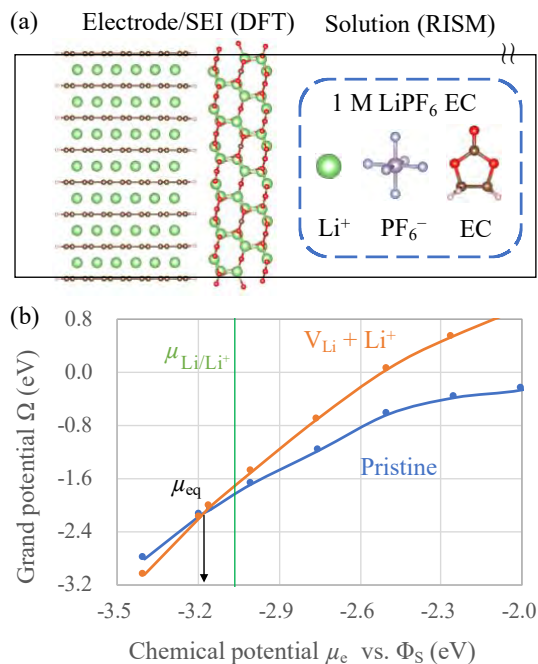 (a) Electrode/SEI (DFT) Solution (RISM)
1 M LiPF₆ EC
Li⁺ PF₆⁻ EC
(b)
0.8
0.0
-0.8
-1.6
-2.4
-3.2
Grand potential Ω (eV)
μLi/Li⁺
VLi + Li⁺
Pristine
μeq
-3.5 -3.2 -2.9 -2.6 -2.3 -2.0
Chemical potential μe vs. ΦS (eV)